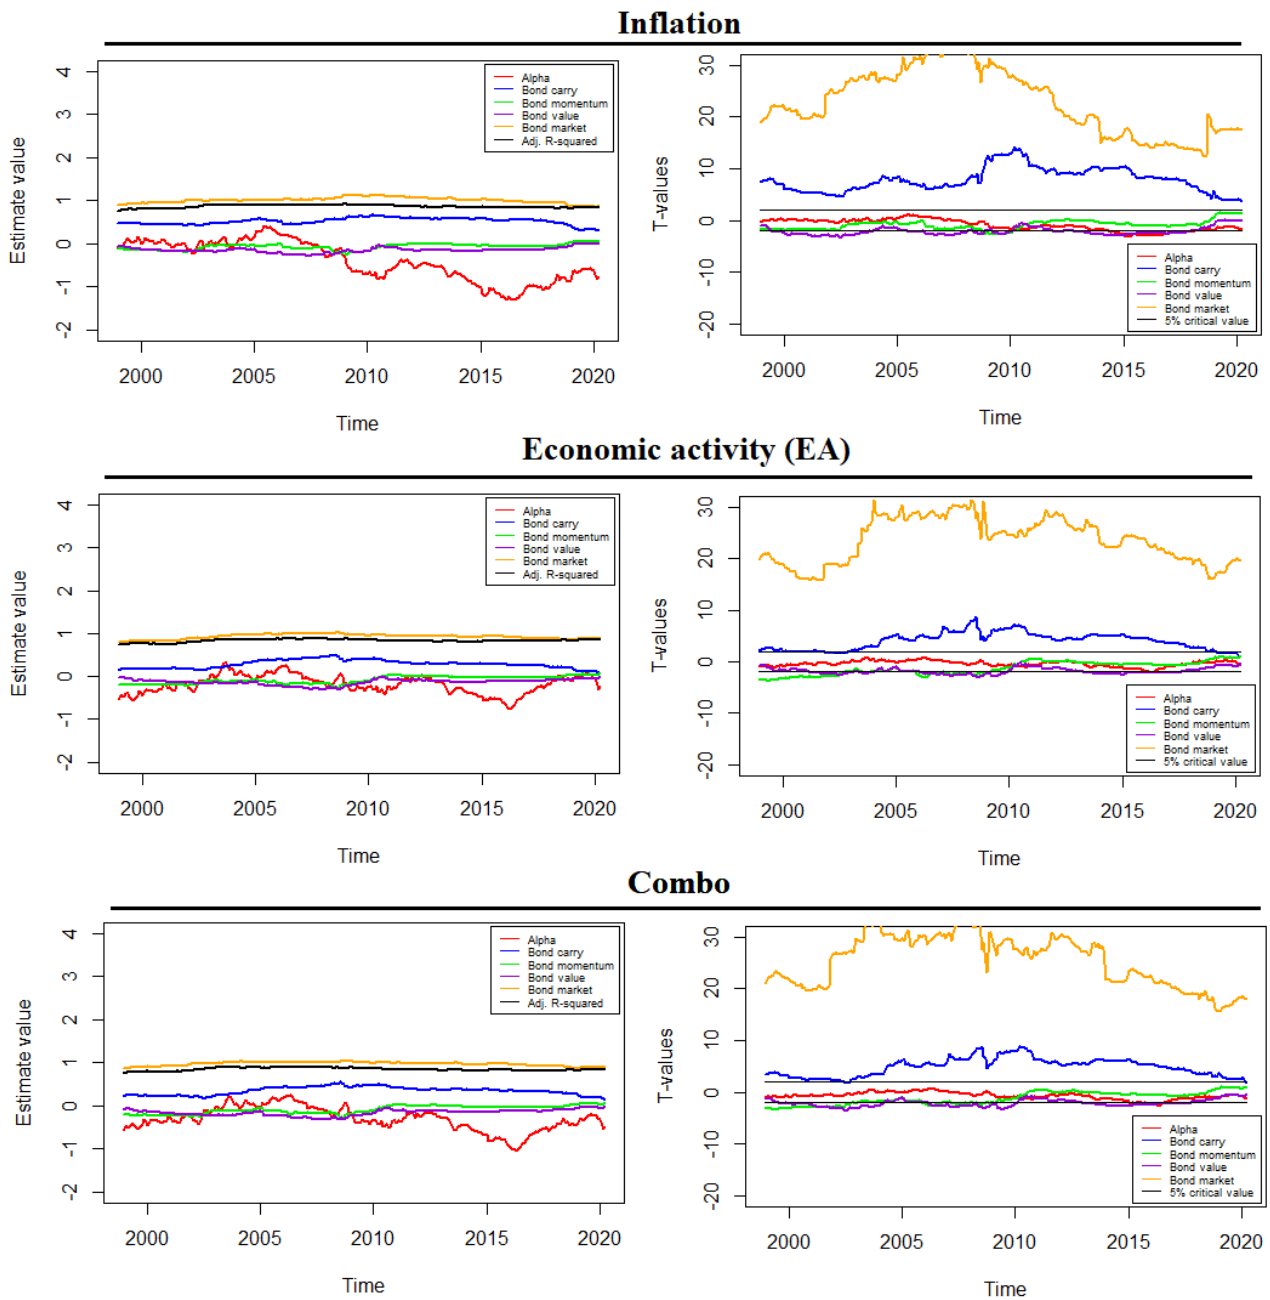 Inflation
4
3
2
1
0
-1
-2
Estimate value
Alpha
Bond carry
Bond momentum
Bond value
Bond market
Adj. R-squared
2000 2005 2010 2015 2020
Time
30
20
10
0
-10
-20
T-values
Alpha
Bond carry
Bond momentum
Bond value
Bond market
5% critical value
2000 2005 2010 2015 2020
Time
Economic activity (EA)
4
3
2
1
0
-1
-2
Estimate value
Alpha
Bond carry
Bond momentum
Bond value
Bond market
Adj. R-squared
2000 2005 2010 2015 2020
Time
30
20
10
0
-10
-20
T-values
Alpha
Bond carry
Bond momentum
Bond value
Bond market
5% critical value
2000 2005 2010 2015 2020
Time
Combo
4
3
2
1
0
-1
-2
Estimate value
Alpha
Bond carry
Bond momentum
Bond value
Bond market
Adj. R-squared
2000 2005 2010 2015 2020
Time
30
20
10
0
-10
-20
T-values
Alpha
Bond carry
Bond momentum
Bond value
Bond market
5% critical value
2000 2005 2010 2015 2020
Time